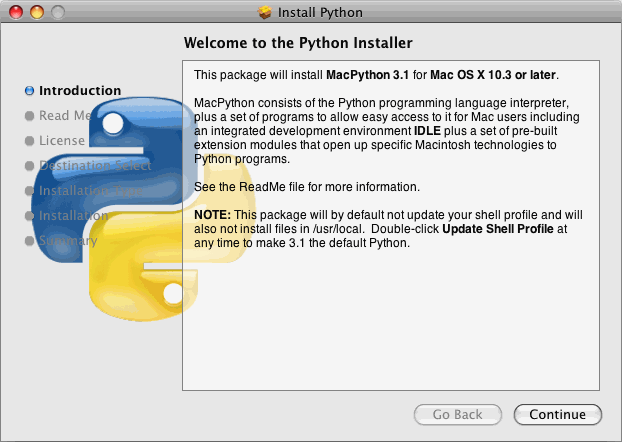 Install Python
Welcome to the Python Installer
Introduction
Read Me
License
Destination Select
Installation Type
Installation
Summary
This package will install MacPython 3.1 for Mac OS X 10.3 or later.
MacPython consists of the Python programming language interpreter,
plus a set of programs to allow easy access to it for Mac users including
an integrated development environment IDLE plus a set of pre-built
extension modules that open up specific Macintosh technologies to
Python programs.
See the ReadMe file for more information.
NOTE: This package will by default not update your shell profile and will
also not install files in /usr/local.  Double-click Update Shell Profile at
any time to make 3.1 the default Python.
Go Back
Continue